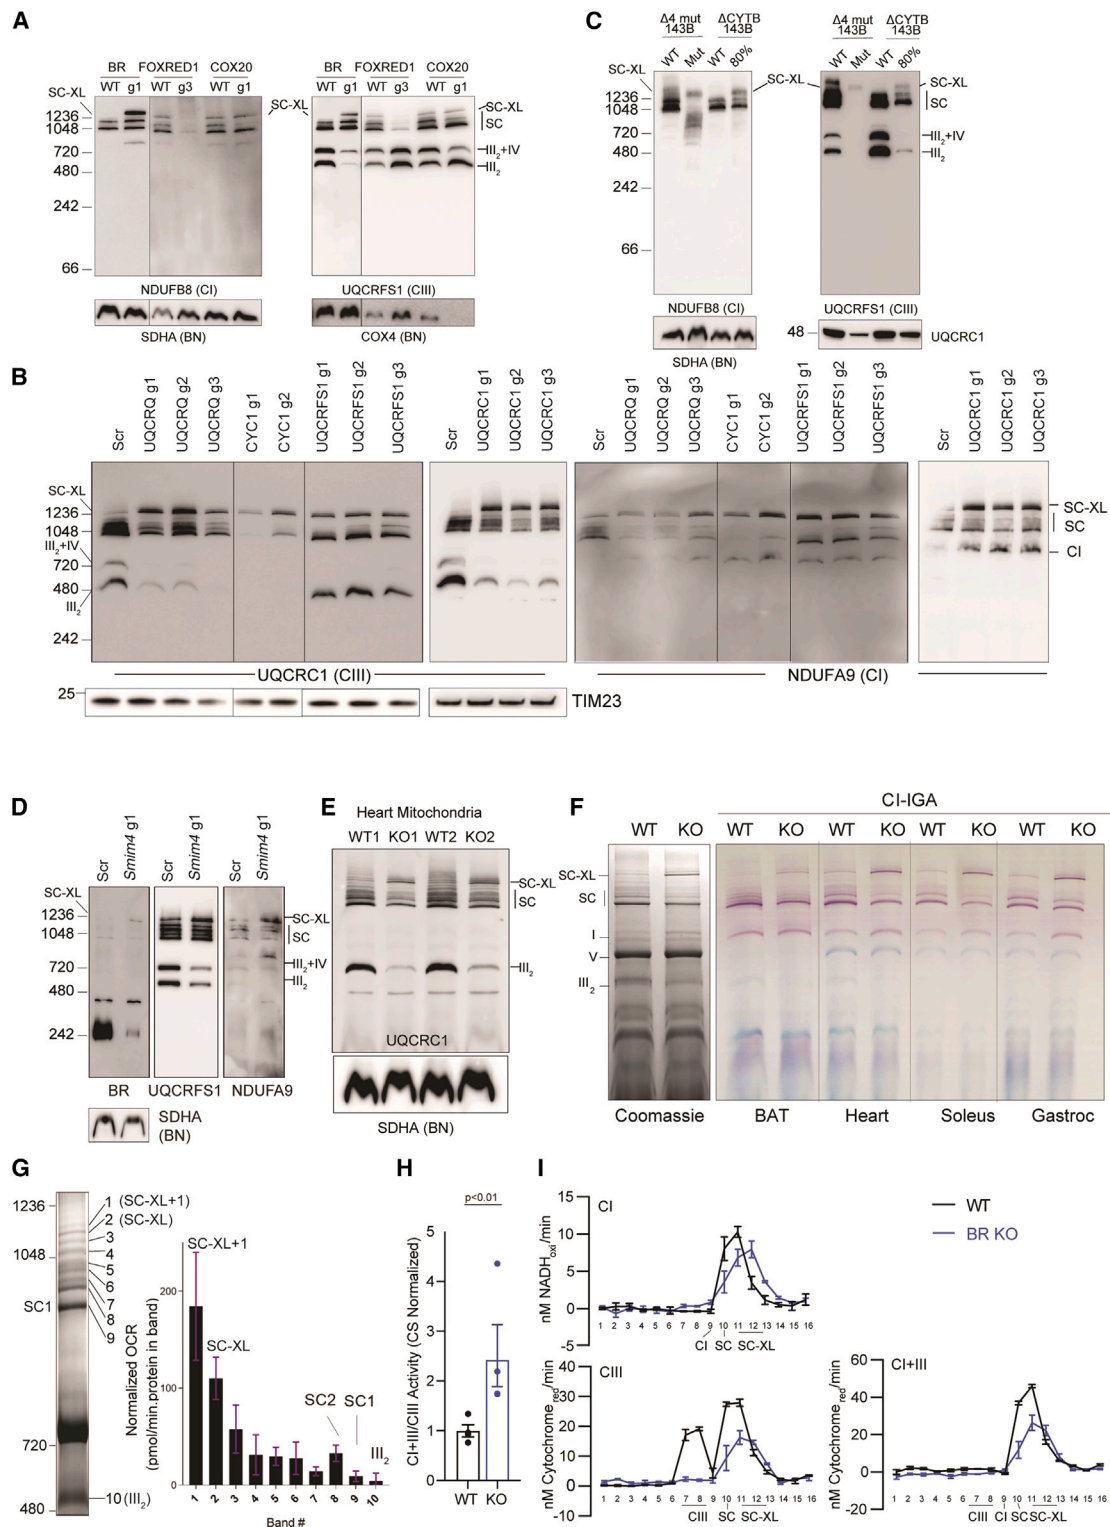 A
BR FOXRED1 COX20
WT g1 WT g3 WT g1
SC-XL
1236
1048
720
480
242
66
NDUFB8 (CI)
SDHA (BN)
BR FOXRED1 COX20
WT g1 WT g3 WT g1
SC-XL
SC-XL
SC
III2+IV
III2
UQCRFS1 (CIII)
COX4 (BN)
C
Δ4 mut ΔCYTB
143B 143B
WT Mut WT 80%
SC-XL
1236
1048
720
480
242
66
NDUFB8 (CI)
SDHA (BN)
Δ4 mut ΔCYTB
143B 143B
WT Mut WT 80%
SC-XL
SC-XL
SC
III2+IV
III2
UQCRFS1 (CIII)
48
UQCRC1
B
Scr UQCRQ g1 UQCRQ g2 UQCRQ g3 CYC1 g1 CYC1 g2 UQCRFS1 g1 UQCRFS1 g2 UQCRFS1 g3
Scr UQCRC1 g1 UQCRC1 g2 UQCRC1 g3
Scr UQCRQ g1 UQCRQ g2 UQCRQ g3 CYC1 g1 CYC1 g2 UQCRFS1 g1 UQCRFS1 g2 UQCRFS1 g3
Scr UQCRC1 g1 UQCRC1 g2 UQCRC1 g3
SC-XL
1236
1048
III2+IV
720
480
III2
242
SC-XL
SC
CI
UQCRC1 (CIII)
NDUFA9 (CI)
25
TIM23
D
Scr Smim4 g1 Scr Smim4 g1 Scr Smim4 g1
SC-XL
1236
1048
720
480
242
SC-XL
SC
III2+IV
III2
BR UQCRFS1 NDUFA9
SDHA
(BN)
E
Heart Mitochondria
WT1 KO1 WT2 KO2
SC-XL
SC
III2
UQCRC1
SDHA (BN)
F
CI-IGA
WT KO WT KO WT KO WT KO WT KO
SC-XL
SC
I
V
III2
Coomassie BAT Heart Soleus Gastroc
G
1236
1048
SC1
720
480
1 (SC-XL+1)
2 (SC-XL)
3
4
5
6
7
8
9
10 (III2)
Normalized OCR
(pmol/min.protein in band)
200
100
0
SC-XL+1
SC-XL
SC2 SC1
III2
1 2 3 4 5 6 7 8 9 10
Band #
H
p<0.01
CI+III/CIII Activity (CS Normalized)
5
4
3
2
1
0
WT KO
I
WT
BR KO
CI
nM NADHoxi/min
15
10
5
0
-5
1 2 3 4 5 6 7 8 9 10 11 12 13 14 15 16
CI SC SC-XL
CIII
nM Cytochromered/min
40
30
20
10
0
-10
1 2 3 4 5 6 7 8 9 10 11 12 13 14 15 16
CIII SC SC-XL
CI+III
nM Cytochromered/min
60
40
20
0
-20
1 2 3 4 5 6 7 8 9 10 11 12 13 14 15 16
CIII CI SC SC-XL